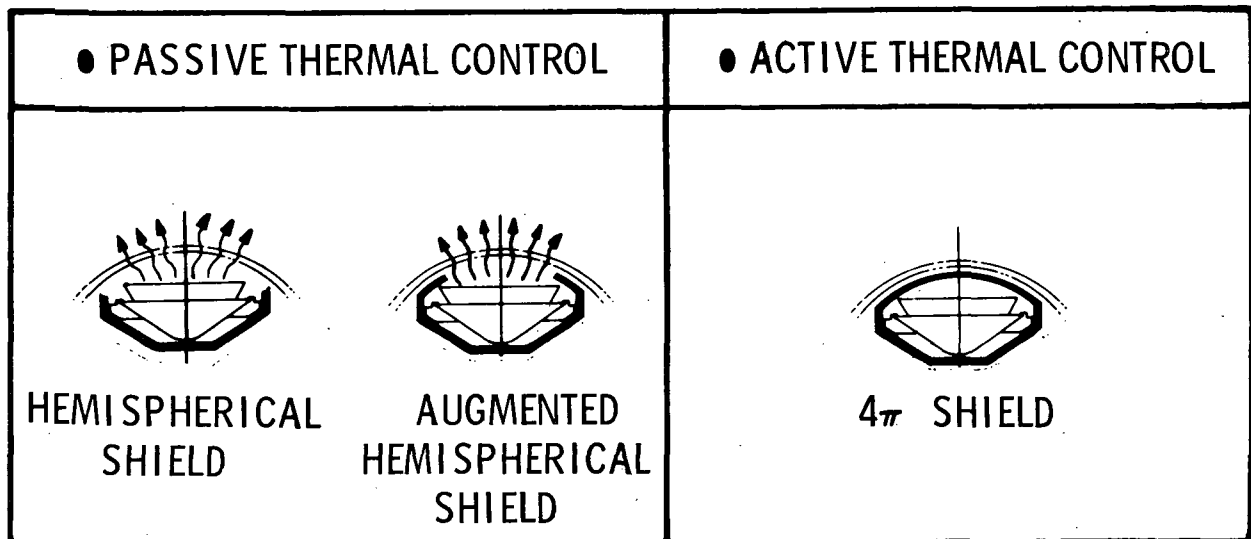 ● PASSIVE THERMAL CONTROL
● ACTIVE THERMAL CONTROL
HEMISPHERICAL
SHIELD
AUGMENTED
HEMISPHERICAL
SHIELD
4π SHIELD